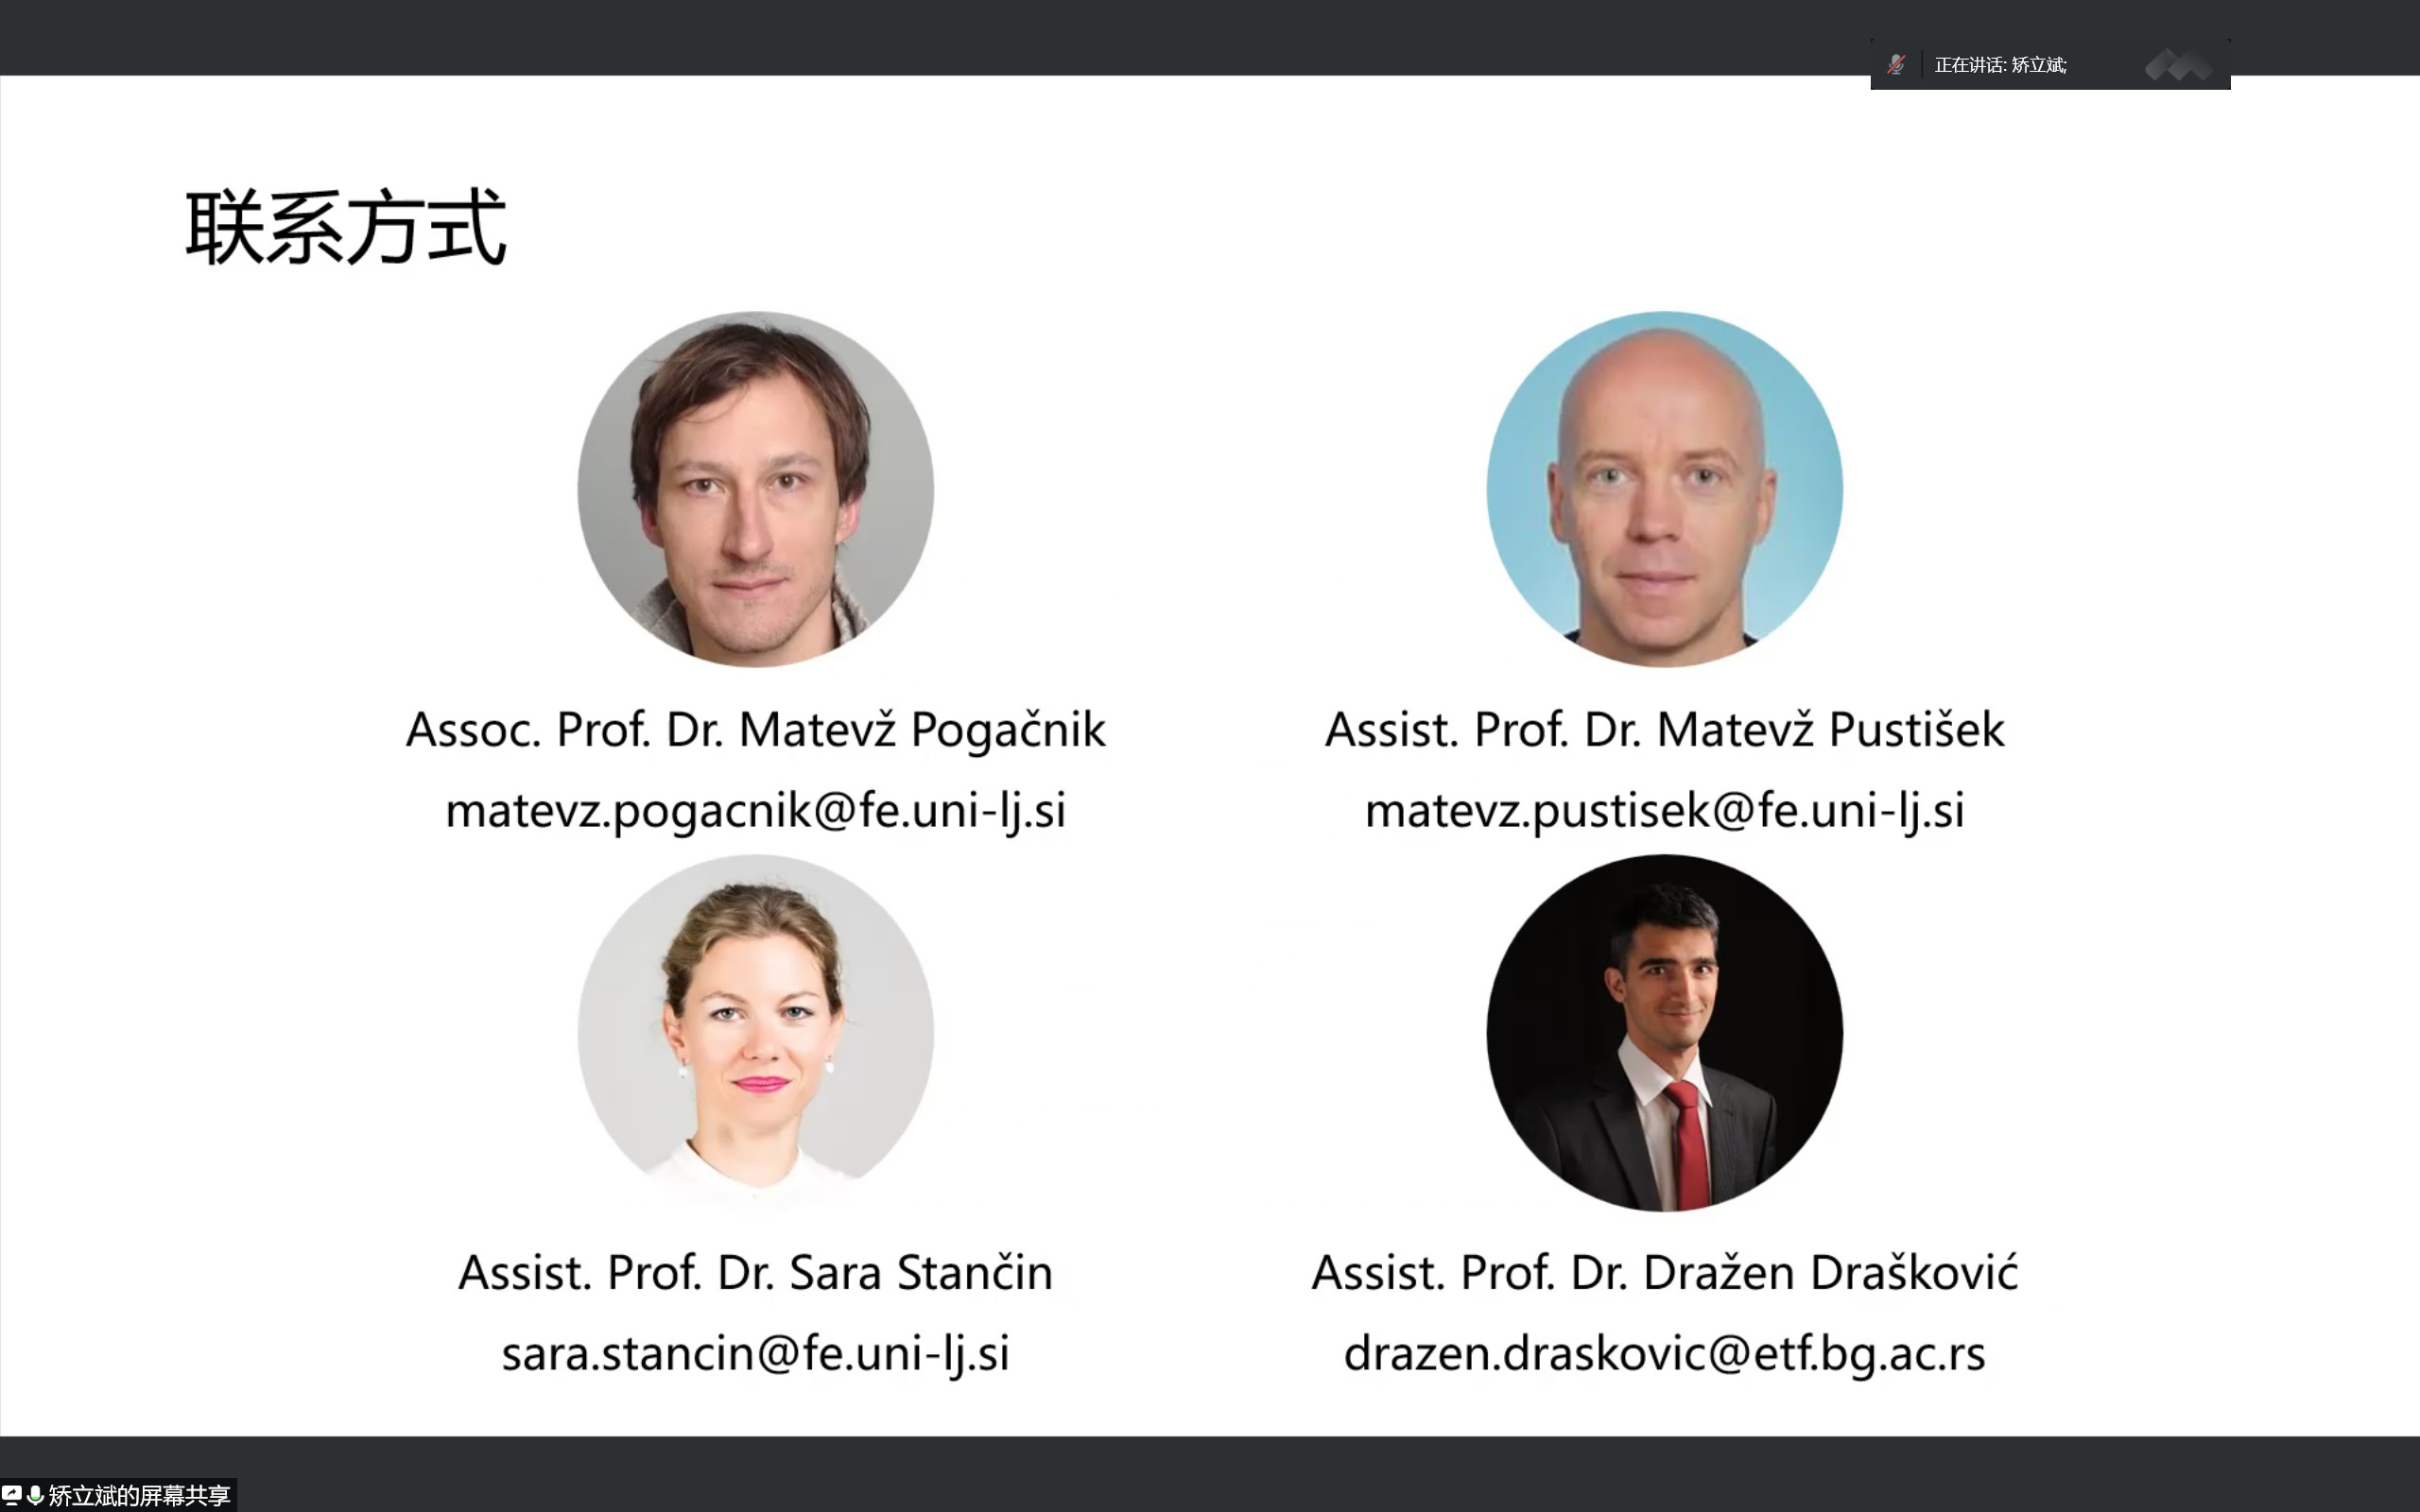 正在讲话: 矫立斌;
联系方式
Assoc. Prof. Dr. Matevž Pogačnik
matevz.pogacnik@fe.uni-lj.si
Assist. Prof. Dr. Matevž Pustišek
matevz.pustisek@fe.uni-lj.si
Assist. Prof. Dr. Sara Stančin
sara.stancin@fe.uni-lj.si
Assist. Prof. Dr. Dražen Drašković
drazen.draskovic@etf.bg.ac.rs
矫立斌的屏幕共享